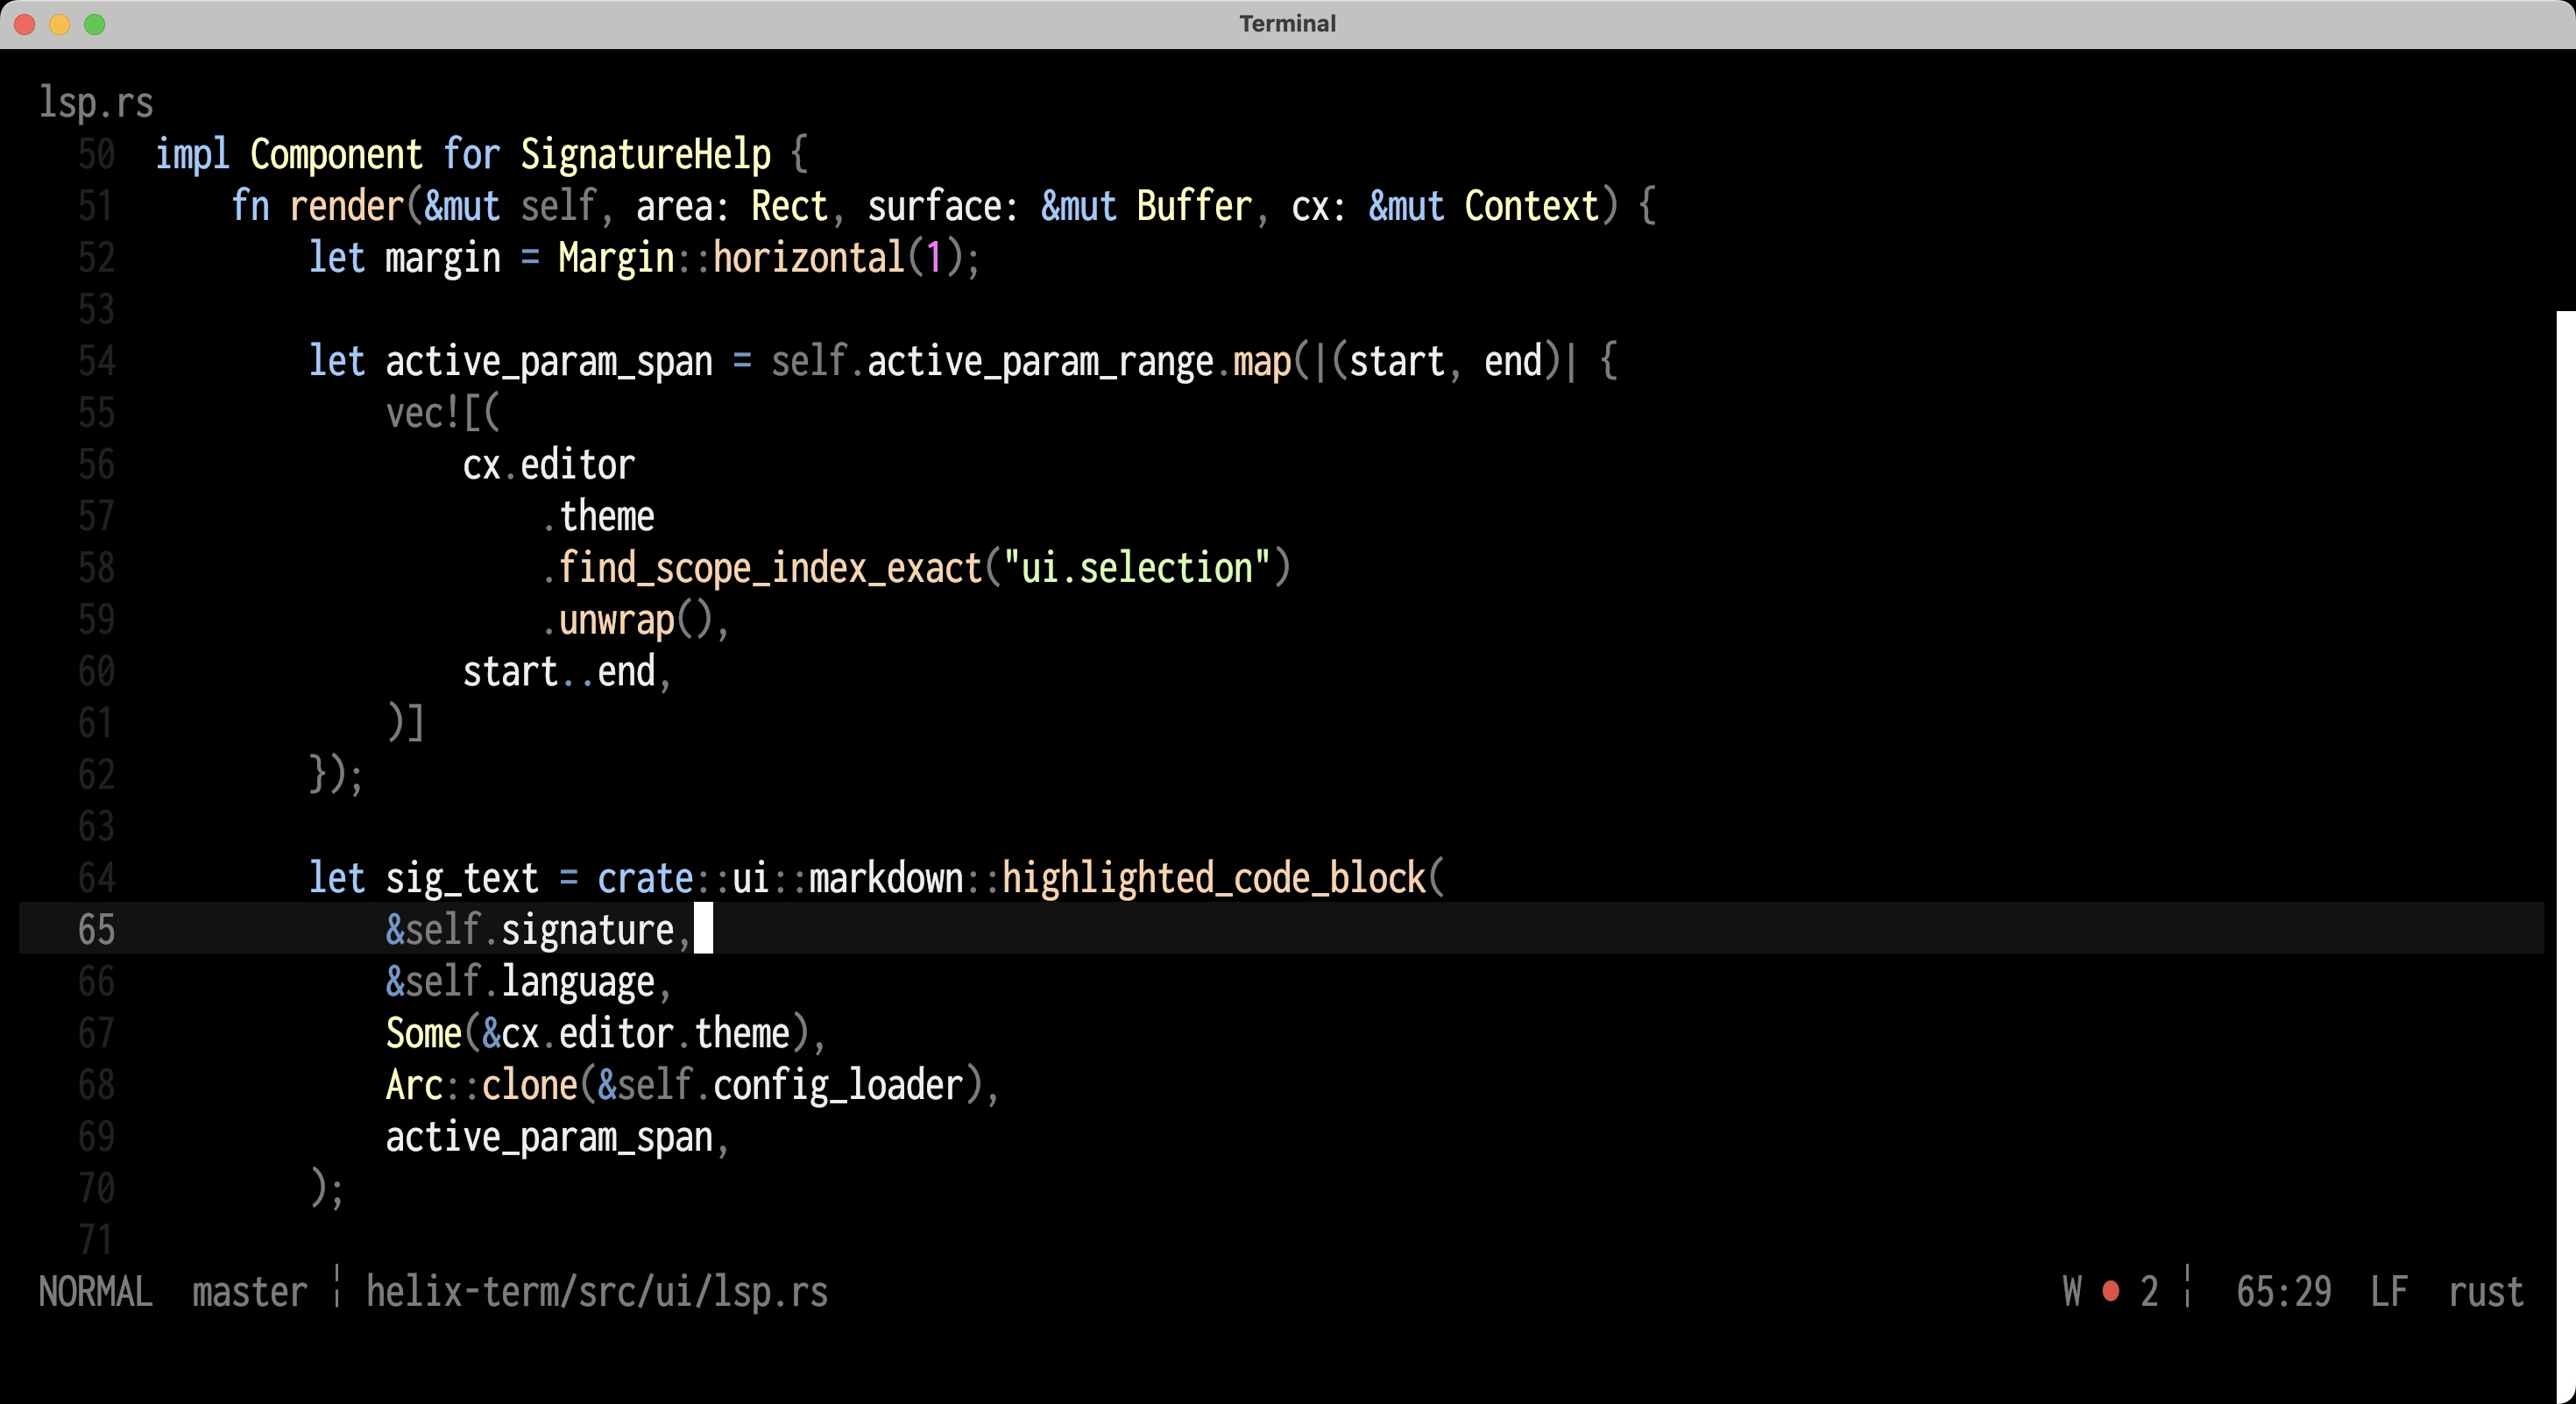 Terminal
lsp.rs
50 impl Component for SignatureHelp {
51     fn render(&mut self, area: Rect, surface: &mut Buffer, cx: &mut Context) {
52         let margin = Margin::horizontal(1);
53
54         let active_param_span = self.active_param_range.map(|(start, end)| {
55             vec![(
56                 cx.editor
57                     .theme
58                     .find_scope_index_exact("ui.selection")
59                     .unwrap(),
60                 start..end,
61             )]
62         });
63
64         let sig_text = crate::ui::markdown::highlighted_code_block(
65             &self.signature,
66             &self.language,
67             Some(&cx.editor.theme),
68             Arc::clone(&self.config_loader),
69             active_param_span,
70         );
71
NORMAL master ¦ helix-term/src/ui/lsp.rs W ● 2 ¦ 65:29 LF rust